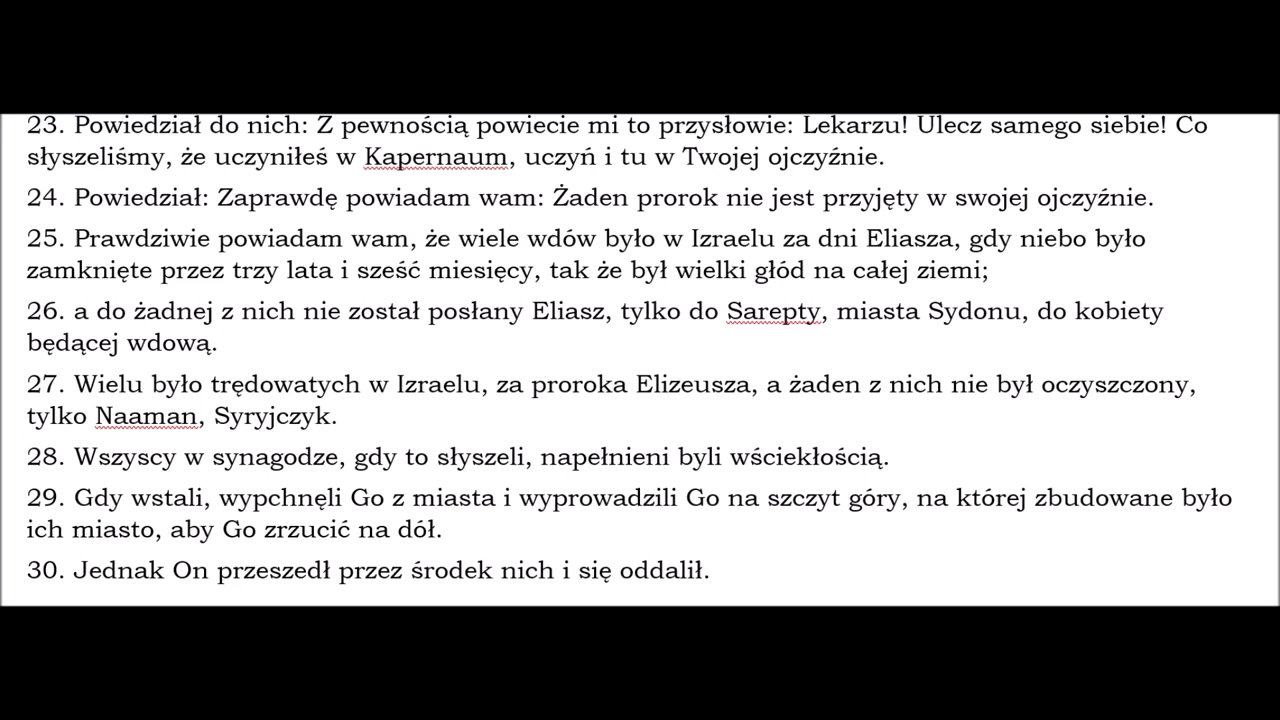 23. Powiedział do nich: Z pewnością powiecie mi to przysłowie: Lekarzu! Ulecz samego siebie! Co
słyszeliśmy, że uczyniłeś w Kapernaum, uczyń i tu w Twojej ojczyźnie.
24. Powiedział: Zaprawdę powiadam wam: Żaden prorok nie jest przyjęty w swojej ojczyźnie.
25. Prawdziwie powiadam wam, że wiele wdów było w Izraelu za dni Eliasza, gdy niebo było
zamknięte przez trzy lata i sześć miesięcy, tak że był wielki głód na całej ziemi;
26. a do żadnej z nich nie został posłany Eliasz, tylko do Sarepty, miasta Sydonu, do kobiety
będącej wdową.
27. Wielu było trędowatych w Izraelu, za proroka Elizeusza, a żaden z nich nie był oczyszczony,
tylko Naaman, Syryjczyk.
28. Wszyscy w synagodze, gdy to słyszeli, napełnieni byli wściekłością.
29. Gdy wstali, wypchnęli Go z miasta i wyprowadzili Go na szczyt góry, na której zbudowane było
ich miasto, aby Go zrzucić na dół.
30. Jednak On przeszedł przez środek nich i się oddalił.